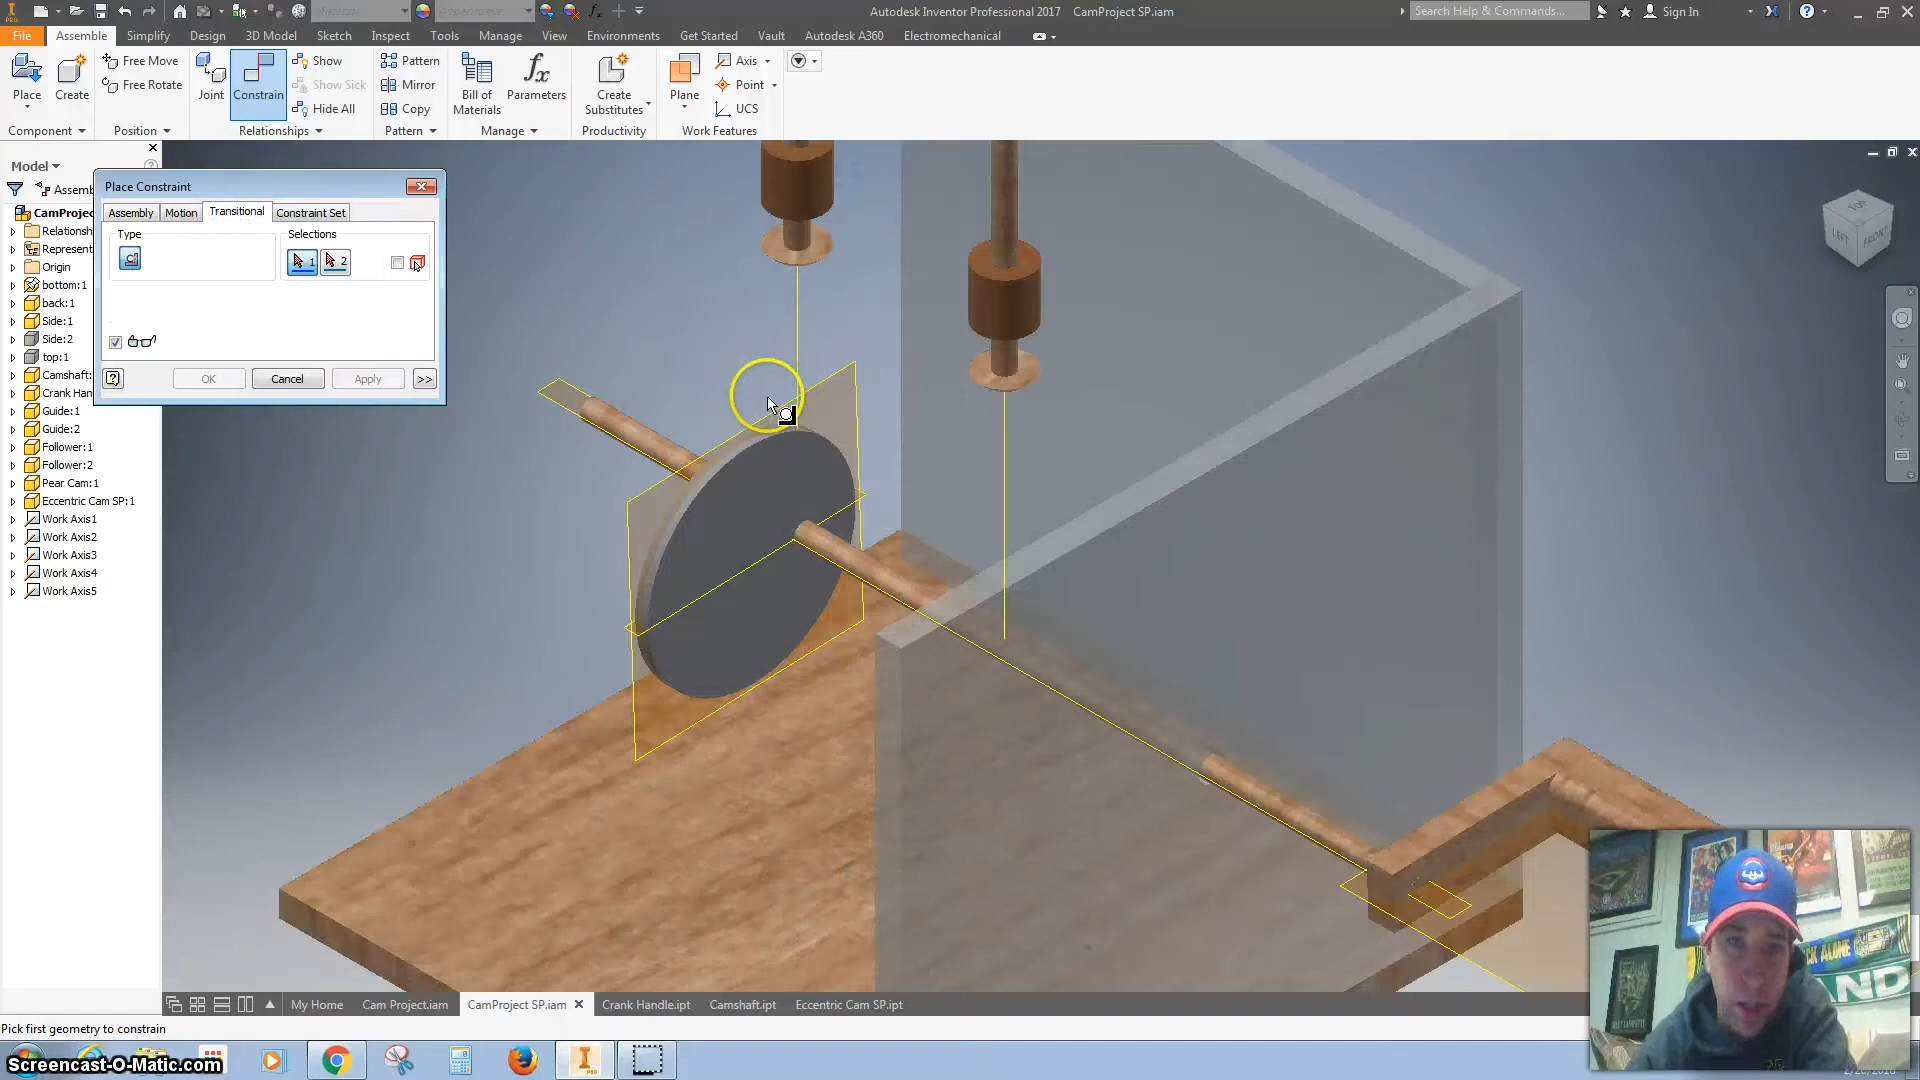 Autodesk Inventor Professional 2017 CamProject SP.iam
Search Help & Commands...
Sign In
File
Assemble
Simplify
Design
3D Model
Sketch
Inspect
Tools
Manage
View
Environments
Get Started
Vault
Autodesk A360
Electromechanical
PRO
Place
Create
Free Move
Free Rotate
Joint
Constrain
Show
Show Sick
Hide All
Pattern
Mirror
Copy
Bill of
Materials
Parameters
Create
Substitutes
Plane
Axis
Point
UCS
Component
Position
Relationships
Pattern
Manage
Productivity
Work Features
Model
Assemb
CamProjec
Relationsh
Represent
Origin
bottom:1
back:1
Side:1
Side:2
top:1
Camshaft:
Crank Han
Guide:1
Guide:2
Follower:1
Follower:2
Pear Cam:1
Eccentric Cam SP:1
Work Axis1
Work Axis2
Work Axis3
Work Axis4
Work Axis5
Place Constraint
Assembly
Motion
Transitional
Constraint Set
Type
Selections
1
2
OK
Cancel
Apply
>>
TOP
LEFT
FRONT
My Home
Cam Project.iam
CamProject SP.iam
Crank Handle.ipt
Camshaft.ipt
Eccentric Cam SP.ipt
Pick first geometry to constrain
Screencast-O-Matic.com